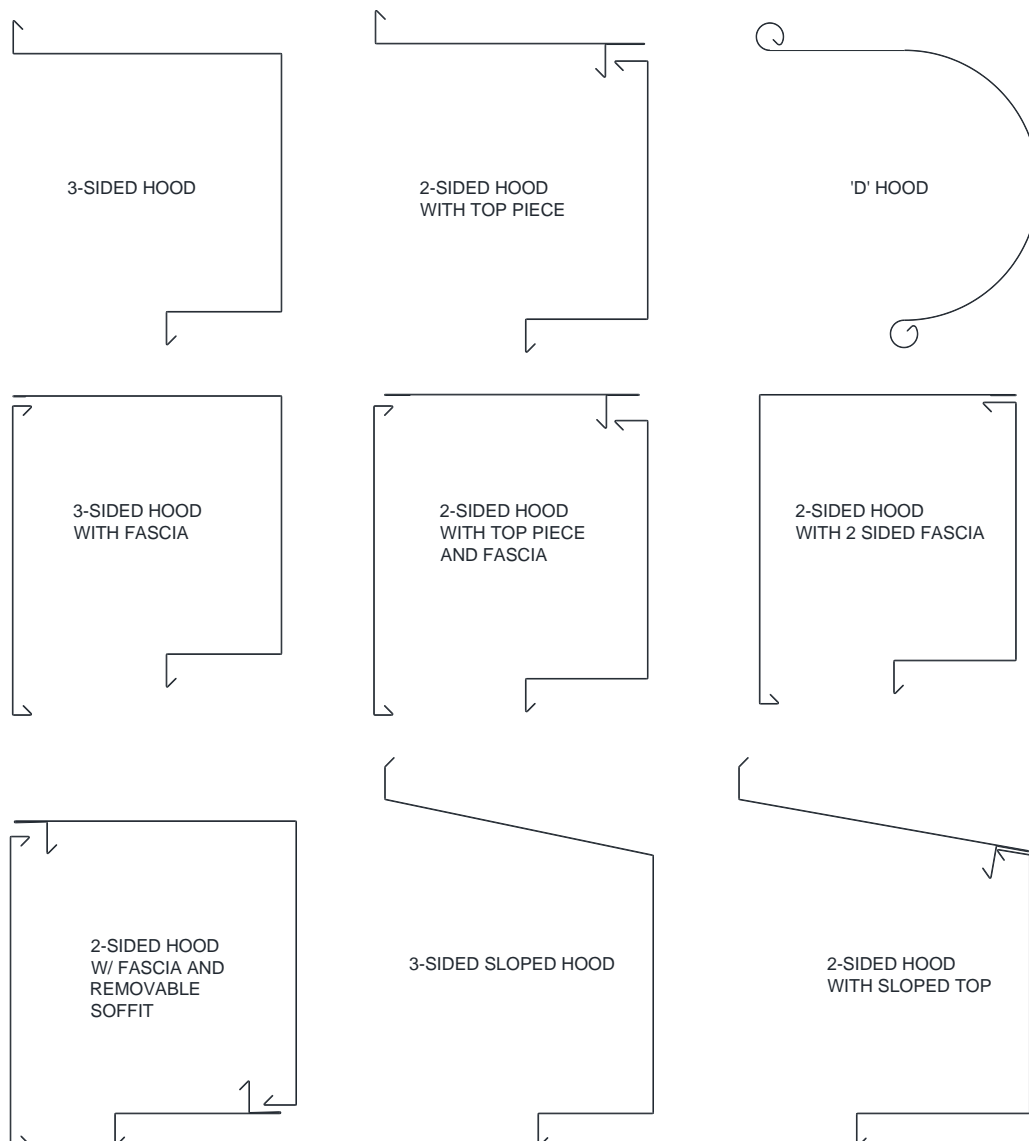 3-SIDED HOOD
2-SIDED HOOD
WITH TOP PIECE
'D' HOOD
3-SIDED HOOD
WITH FASCIA
2-SIDED HOOD
WITH TOP PIECE
AND FASCIA
2-SIDED HOOD
WITH 2 SIDED FASCIA
2-SIDED HOOD
W/ FASCIA AND
REMOVABLE
SOFFIT
3-SIDED SLOPED HOOD
2-SIDED HOOD
WITH SLOPED TOP